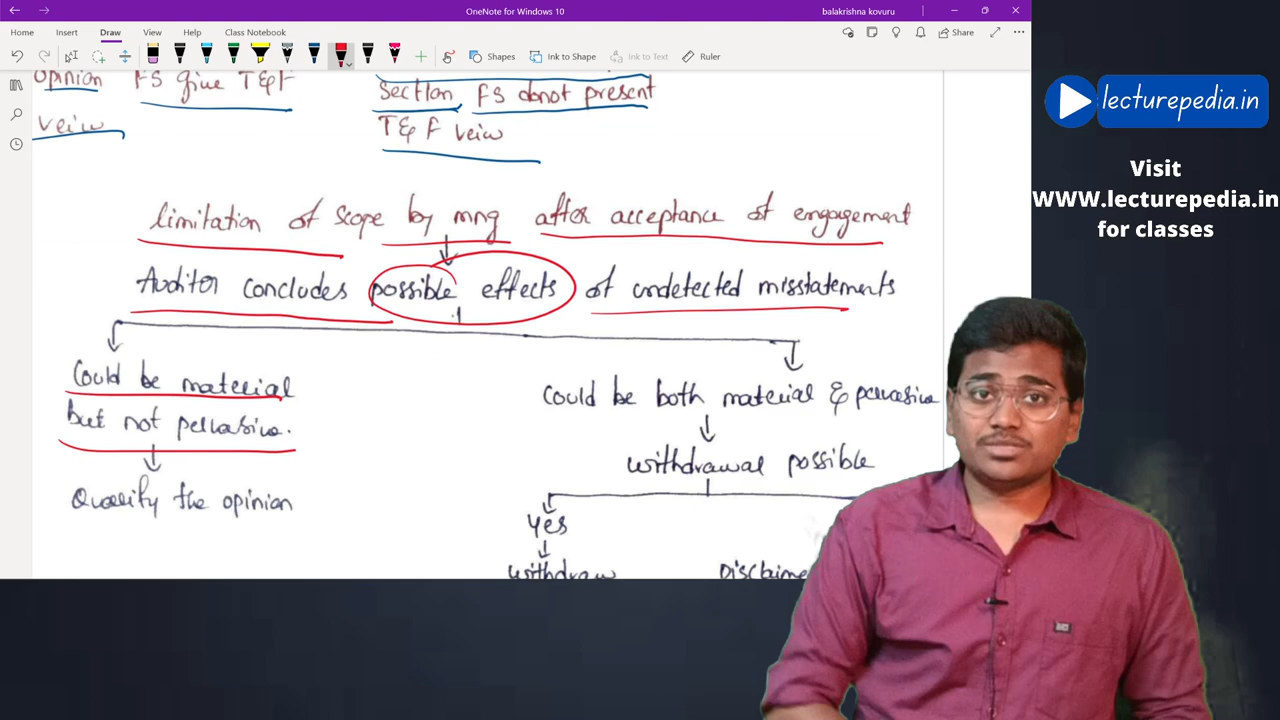 OneNote for Windows 10
balakrishna kovuru
Home Insert Draw View Help Class Notebook
Share
Shapes Ink to Shape Ink to Text Ruler
lecturepedia.in
Visit
WWW.lecturepedia.in
for classes
opinion FS give T&F
veiw
Section FS donot present
T&F veiw
limitation of scope by mng after acceptance of engagement
Auditor concludes possible effects of undetected misstatements
Could be material
but not pervasive.
Qualify the opinion
Could be both material & pervasive
withdrawal possible
Yes
withdraw Disclaime